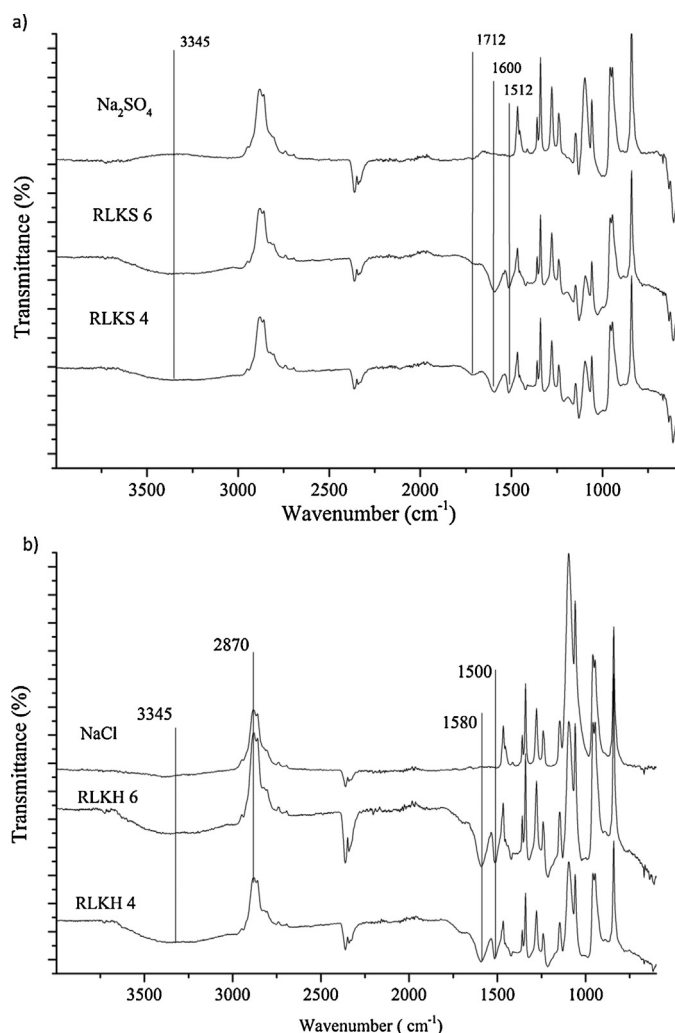 a)
3345
1712
1600
1512
Na₂SO₄
RLKS 6
RLKS 4
Transmittance (%)
3500 3000 2500 2000 1500 1000
Wavenumber (cm⁻¹)
b)
2870
1500
3345
1580
NaCl
RLKH 6
RLKH 4
Transmittance (%)
3500 3000 2500 2000 1500 1000
Wavenumber ( cm⁻¹)